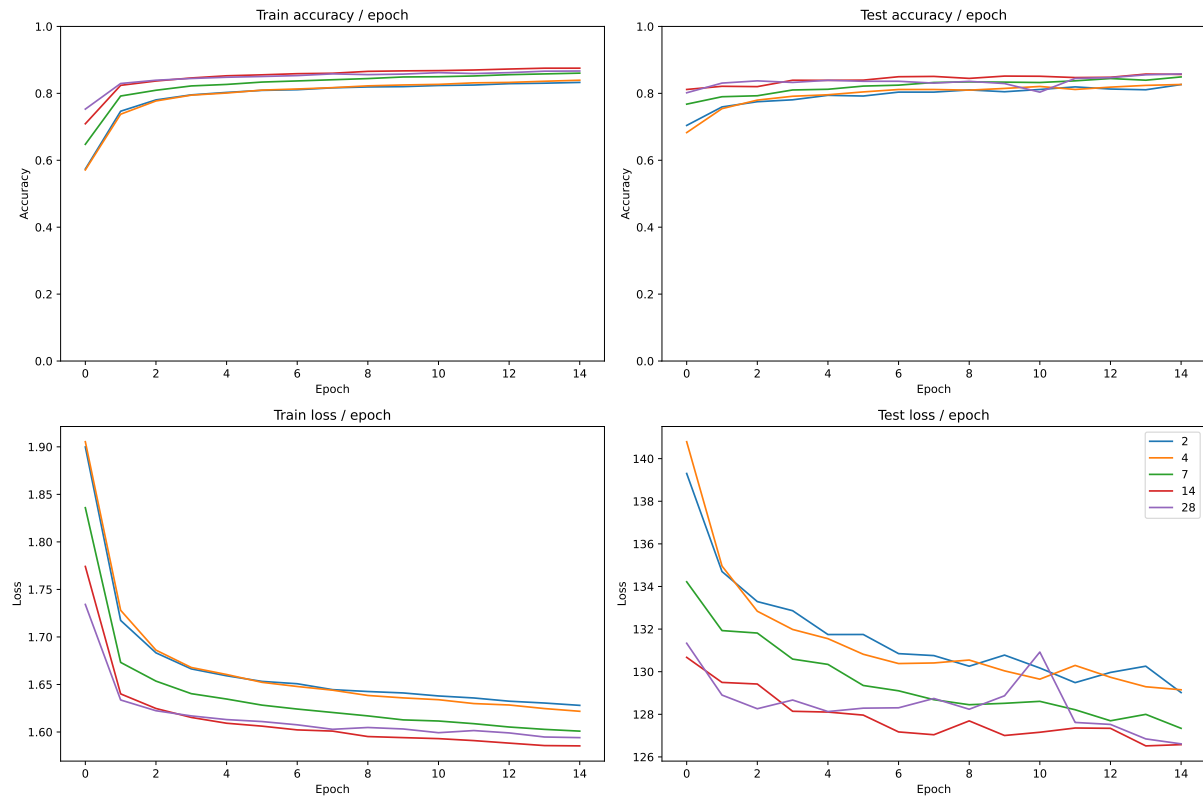 Train accuracy / epoch
1.0
0.8
0.6
0.4
0.2
0.0
Accuracy
0 2 4 6 8 10 12 14
Epoch
Test accuracy / epoch
1.0
0.8
0.6
0.4
0.2
0.0
Accuracy
0 2 4 6 8 10 12 14
Epoch
Train loss / epoch
1.90
1.85
1.80
1.75
1.70
1.65
1.60
Loss
0 2 4 6 8 10 12 14
Epoch
Test loss / epoch
140
138
136
134
132
130
128
126
Loss
0 2 4 6 8 10 12 14
Epoch
2
4
7
14
28